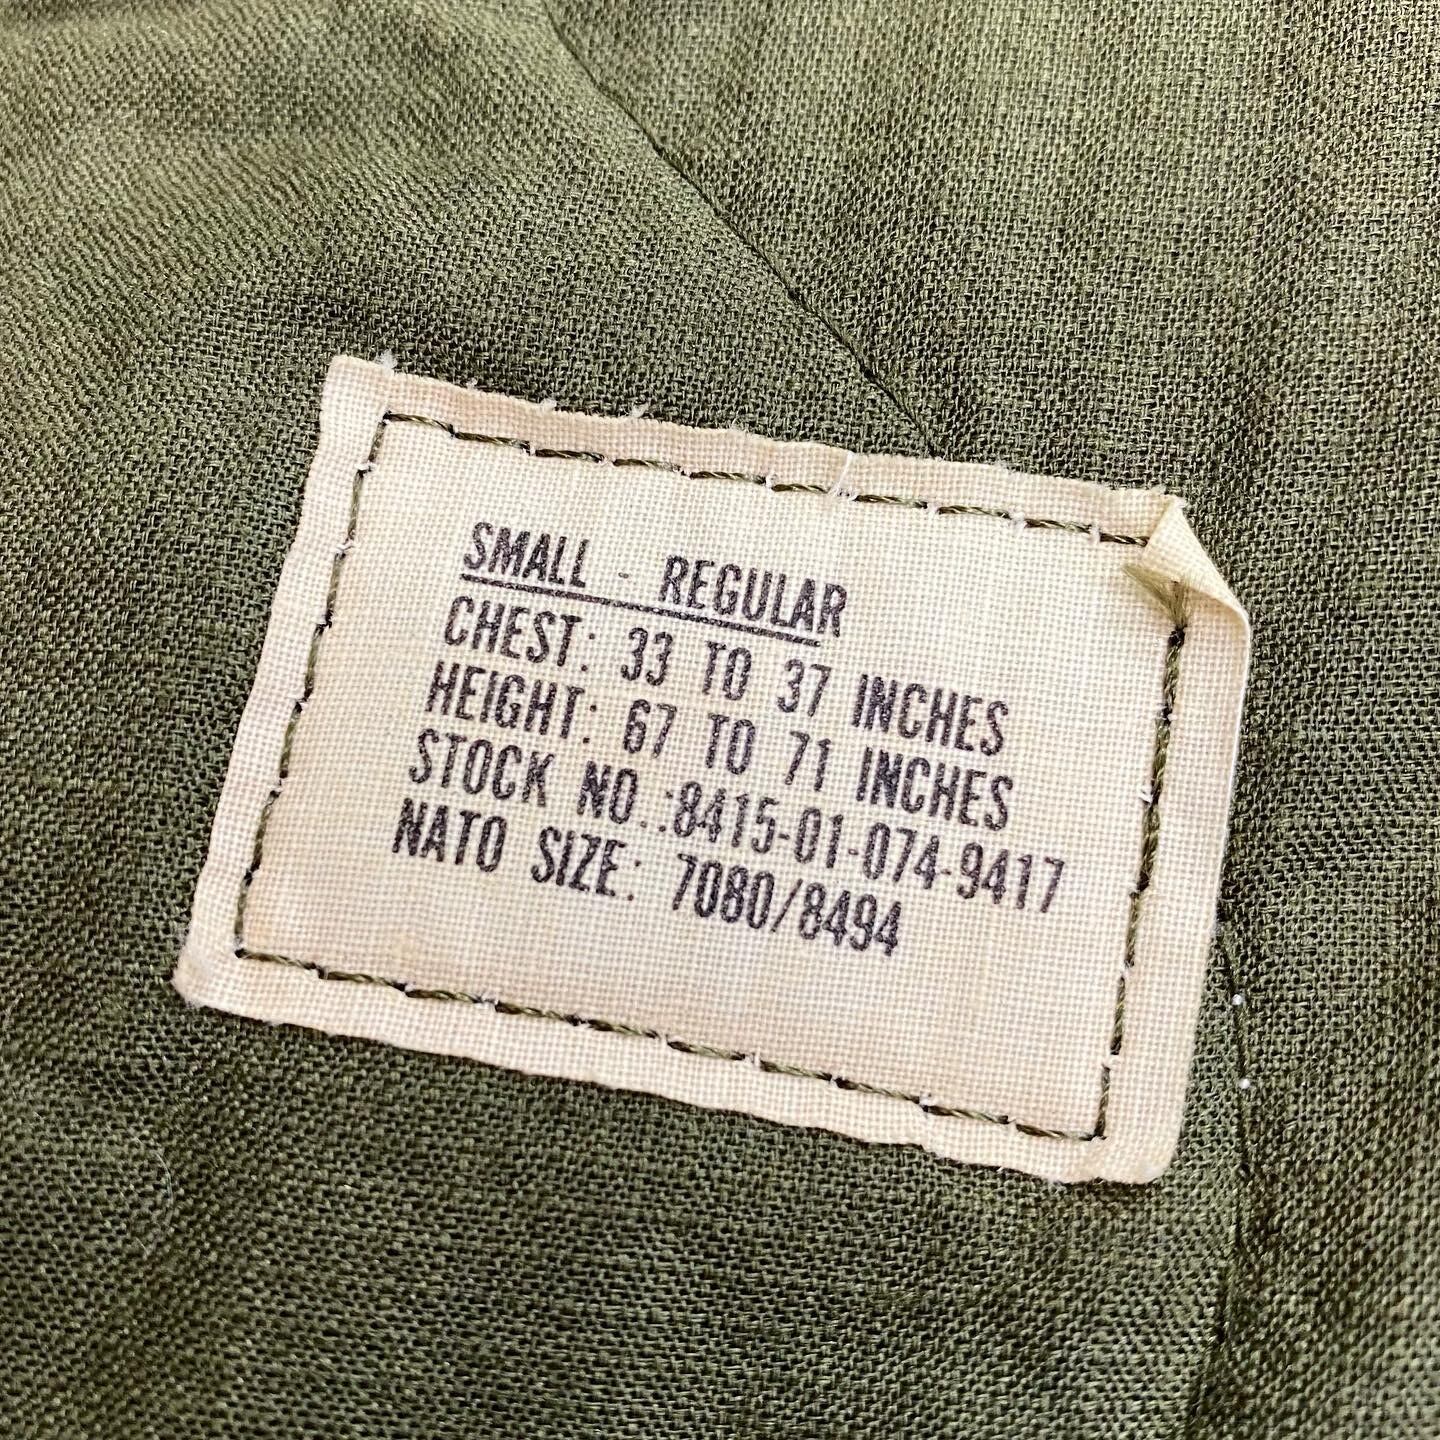 SMALL - REGULAR
CHEST: 33 TO 37 INCHES
HEIGHT: 67 TO 71 INCHES
STOCK NO.:8415-01-074-9417
NATO SIZE: 7080/8494